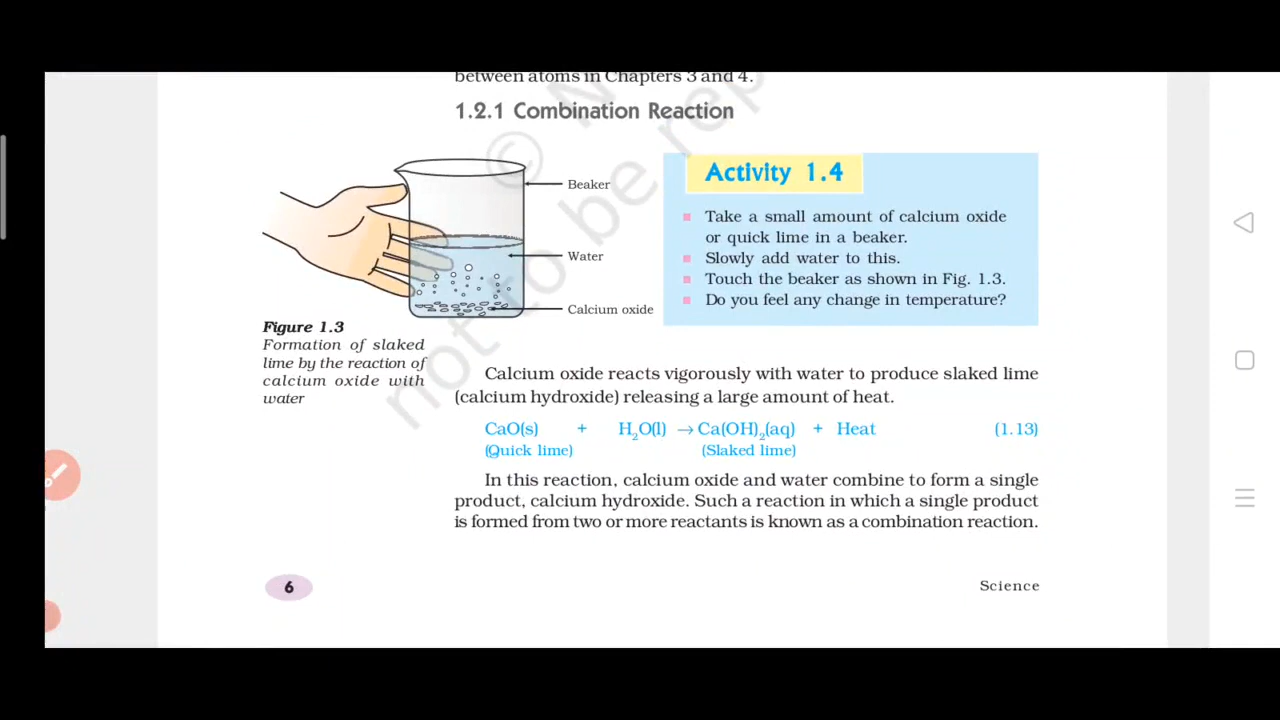 between atoms in Chapters 3 and 4.
1.2.1 Combination Reaction
Beaker
Water
Calcium oxide
Figure 1.3
Formation of slaked
lime by the reaction of
calcium oxide with
water
Activity 1.4
Take a small amount of calcium oxide
or quick lime in a beaker.
Slowly add water to this.
Touch the beaker as shown in Fig. 1.3.
Do you feel any change in temperature?
Calcium oxide reacts vigorously with water to produce slaked lime
(calcium hydroxide) releasing a large amount of heat.
CaO(s) + H₂O(l) → Ca(OH)₂(aq) + Heat (1.13)
(Quick lime) (Slaked lime)
In this reaction, calcium oxide and water combine to form a single
product, calcium hydroxide. Such a reaction in which a single product
is formed from two or more reactants is known as a combination reaction.
6
Science
© N
not to be rep